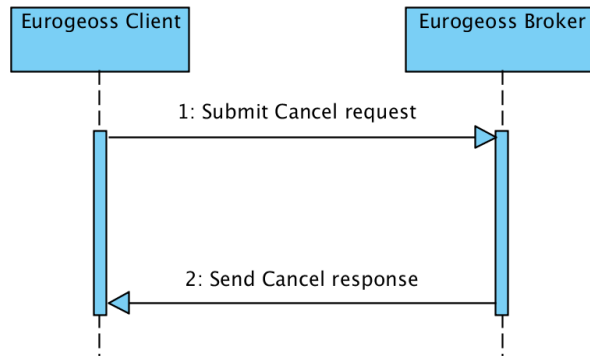 Eurogeoss Client
Eurogeoss Broker
1: Submit Cancel request
2: Send Cancel response